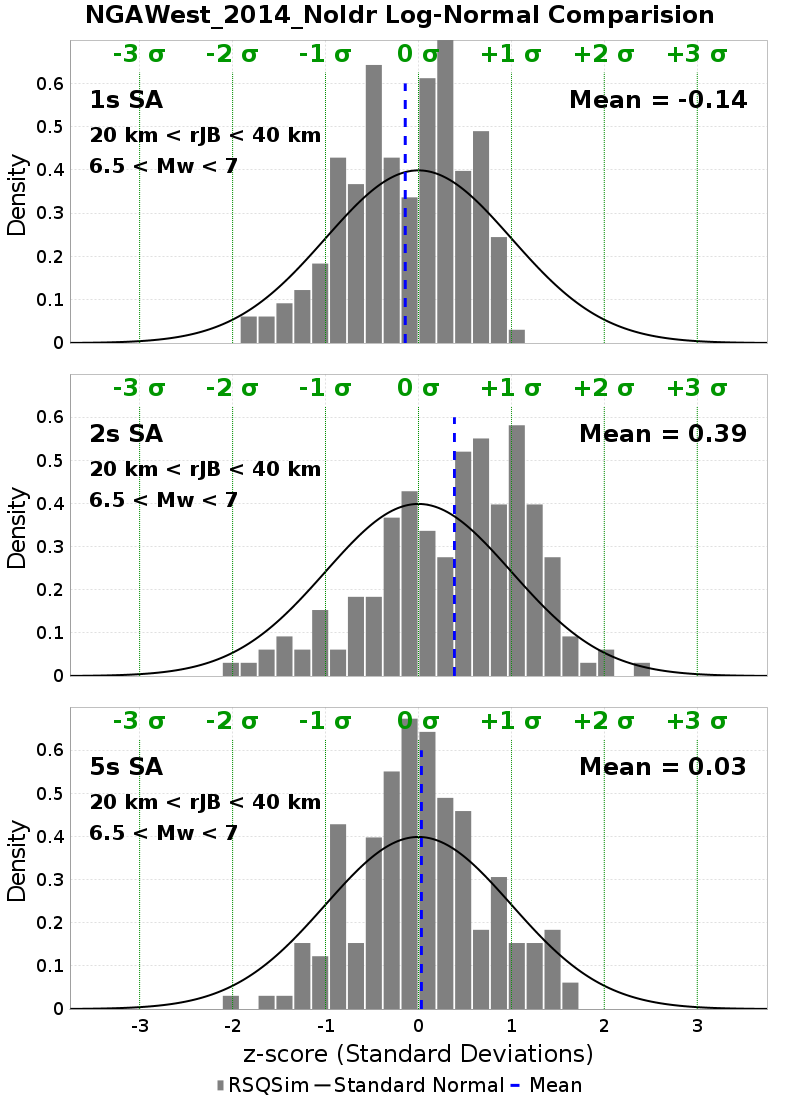 NGAWest_2014_NoIdr Log-Normal Comparision
-3 σ -2 σ -1 σ 0 σ +1 σ +2 σ +3 σ
1s SA Mean = -0.14
20 km < rJB < 40 km
6.5 < Mw < 7
Density
0.6
0.5
0.4
0.3
0.2
0.1
0
-3 σ -2 σ -1 σ 0 σ +1 σ +2 σ +3 σ
2s SA Mean = 0.39
20 km < rJB < 40 km
6.5 < Mw < 7
Density
0.6
0.5
0.4
0.3
0.2
0.1
0
-3 σ -2 σ -1 σ 0 σ +1 σ +2 σ +3 σ
5s SA Mean = 0.03
20 km < rJB < 40 km
6.5 < Mw < 7
Density
0.6
0.5
0.4
0.3
0.2
0.1
0
-3 -2 -1 0 1 2 3
z-score (Standard Deviations)
RSQSim Standard Normal Mean